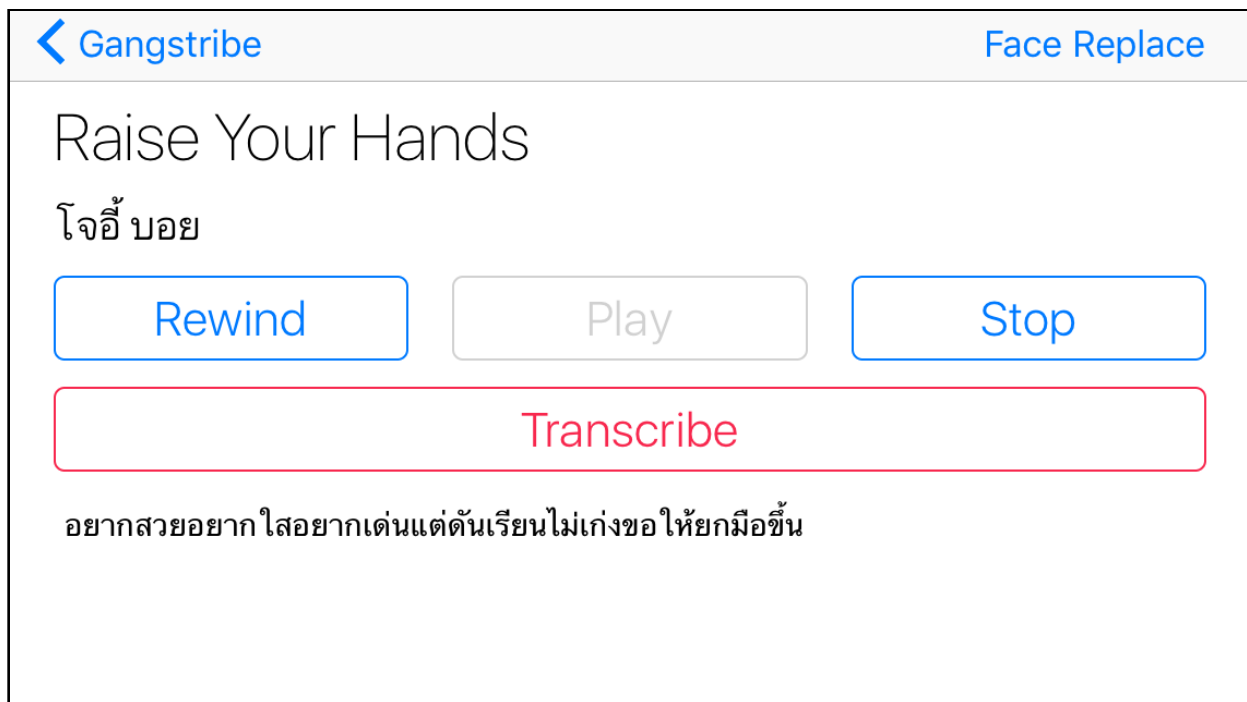 Gangstribe Face Replace
Raise Your Hands
โจอี้ บอย
Rewind Play Stop
Transcribe
อยากสวยอยากใสอยากเด่นแต่ดันเรียนไม่เก่งขอให้ยกมือขึ้น